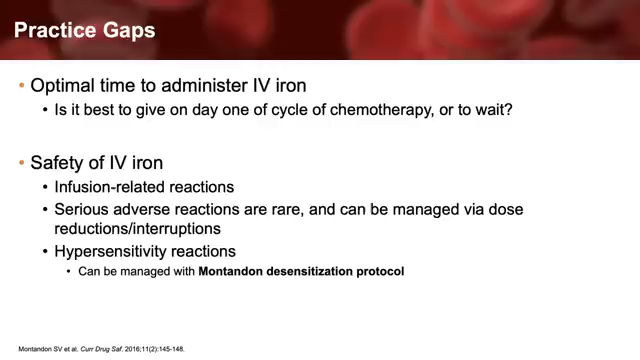 Practice Gaps
• Optimal time to administer IV iron
• Is it best to give on day one of cycle of chemotherapy, or to wait?
• Safety of IV iron
• Infusion-related reactions
• Serious adverse reactions are rare, and can be managed via dose
reductions/interruptions
• Hypersensitivity reactions
• Can be managed with Montandon desensitization protocol
Montandon SV et al. Curr Drug Saf. 2016;11(2):145-148.